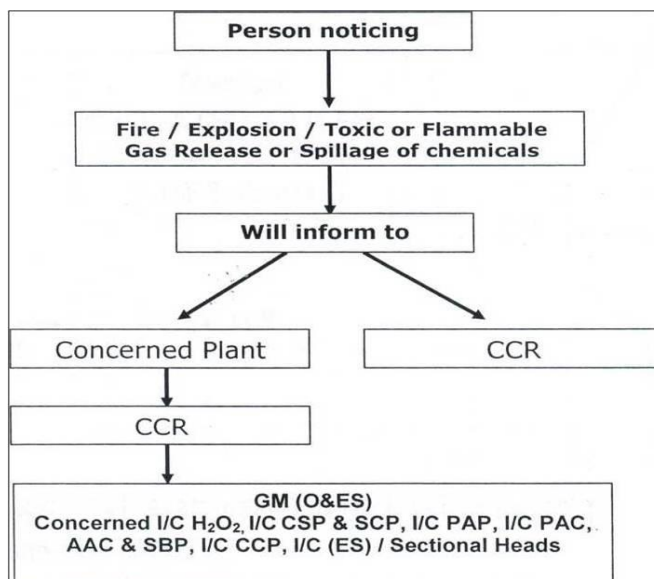 Person noticing
Fire / Explosion / Toxic or Flammable
Gas Release or Spillage of chemicals
Will inform to
Concerned Plant
CCR
CCR
GM (O&ES)
Concerned I/C H₂O₂, I/C CSP & SCP, I/C PAP, I/C PAC,
AAC & SBP, I/C CCP, I/C (ES) / Sectional Heads